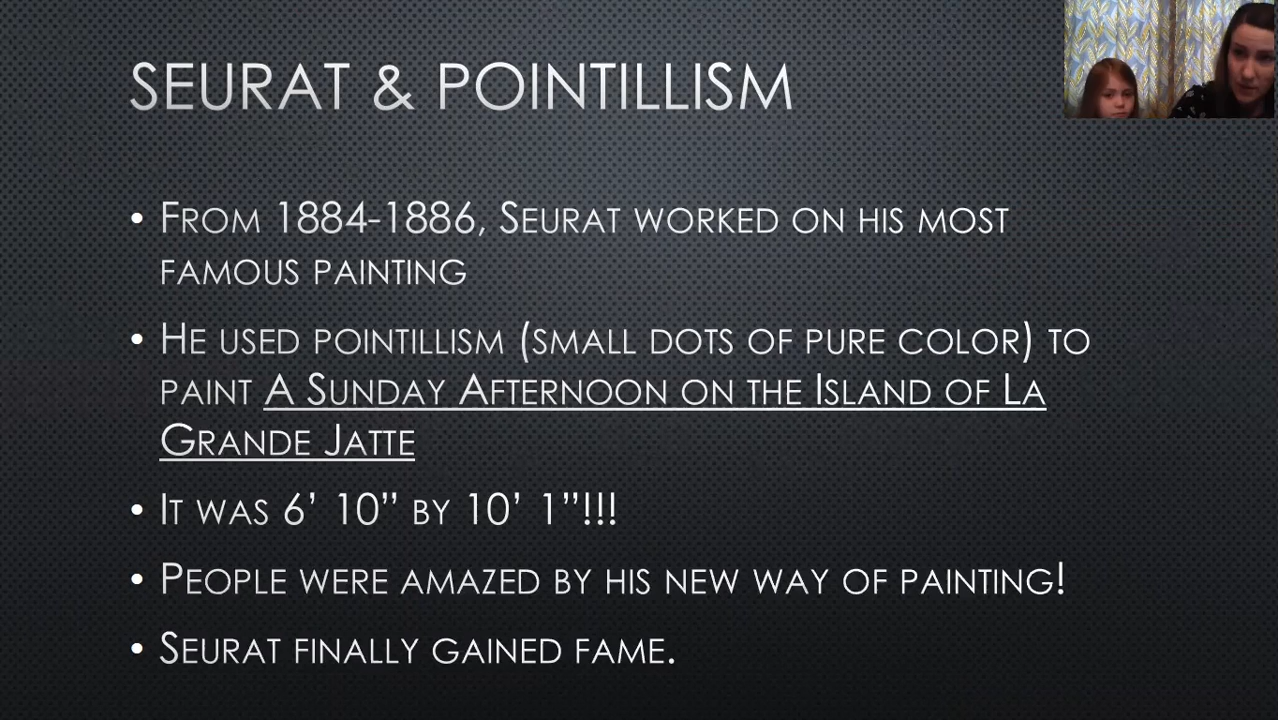 SEURAT & POINTILLISM
• FROM 1884-1886, SEURAT WORKED ON HIS MOST
FAMOUS PAINTING
• HE USED POINTILLISM (SMALL DOTS OF PURE COLOR) TO
PAINT A SUNDAY AFTERNOON ON THE ISLAND OF LA
GRANDE JATTE
• IT WAS 6’ 10” BY 10’ 1”!!!
• PEOPLE WERE AMAZED BY HIS NEW WAY OF PAINTING!
• SEURAT FINALLY GAINED FAME.